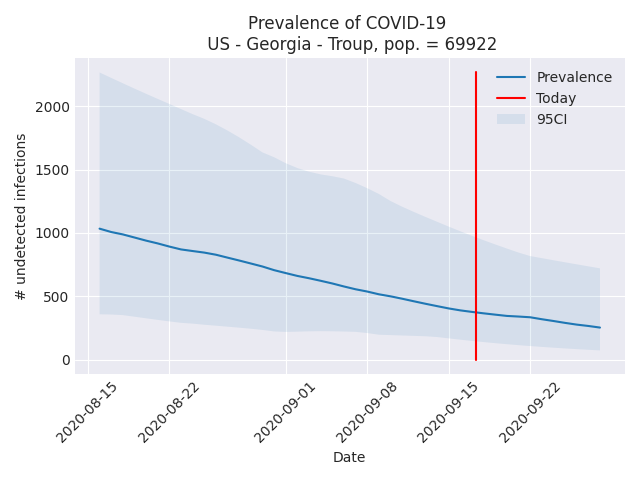 Prevalence of COVID-19
US - Georgia - Troup, pop. = 69922
Prevalence
Today
95CI
# undetected infections
2000
1500
1000
500
0
2020-08-15
2020-08-22
2020-09-01
2020-09-08
2020-09-15
2020-09-22
Date